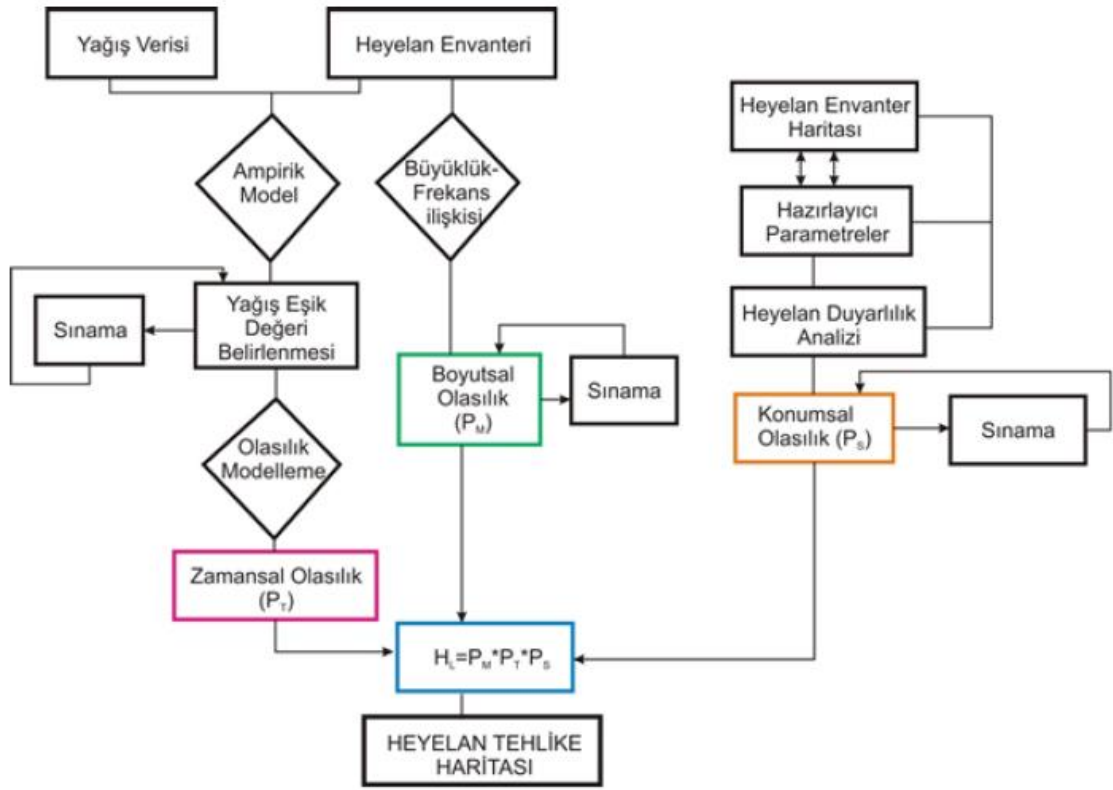 Yağış Verisi
Heyelan Envanteri
Ampirik
Model
Büyüklük-
Frekans
ilişkisi
Heyelan Envanter
Haritası
Hazırlayıcı
Parametreler
Sınama
Yağış Eşik
Değeri
Belirlenmesi
Heyelan Duyarlılık
Analizi
Boyutsal
Olasılık
(PM)
Sınama
Konumsal
Olasılık (PS)
Sınama
Olasılık
Modelleme
Zamansal Olasılık
(PT)
HL=PM*PT*PS
HEYELAN TEHLİKE
HARİTASI